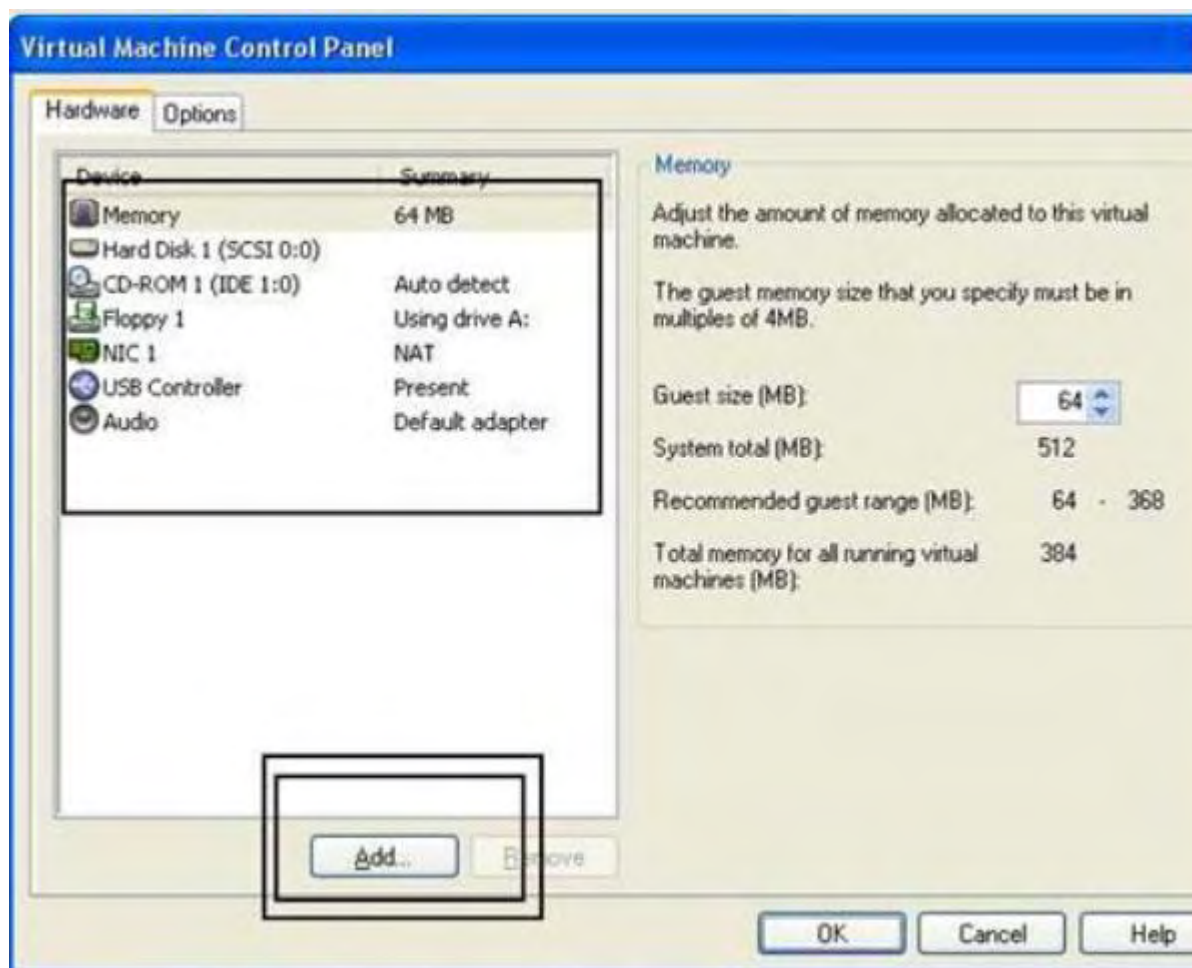 Virtual Machine Control Panel
Hardware Options
Device Summary
Memory 64 MB
Hard Disk 1 (SCSI 0:0)
CD-ROM 1 (IDE 1:0) Auto detect
Floppy 1 Using drive A:
NIC 1 NAT
USB Controller Present
Audio Default adapter
Add... Remove
Memory
Adjust the amount of memory allocated to this virtual
machine.
The guest memory size that you specify must be in
multiples of 4MB.
Guest size (MB): 64
System total (MB): 512
Recommended guest range (MB): 64 - 368
Total memory for all running virtual
machines (MB): 384
OK Cancel Help